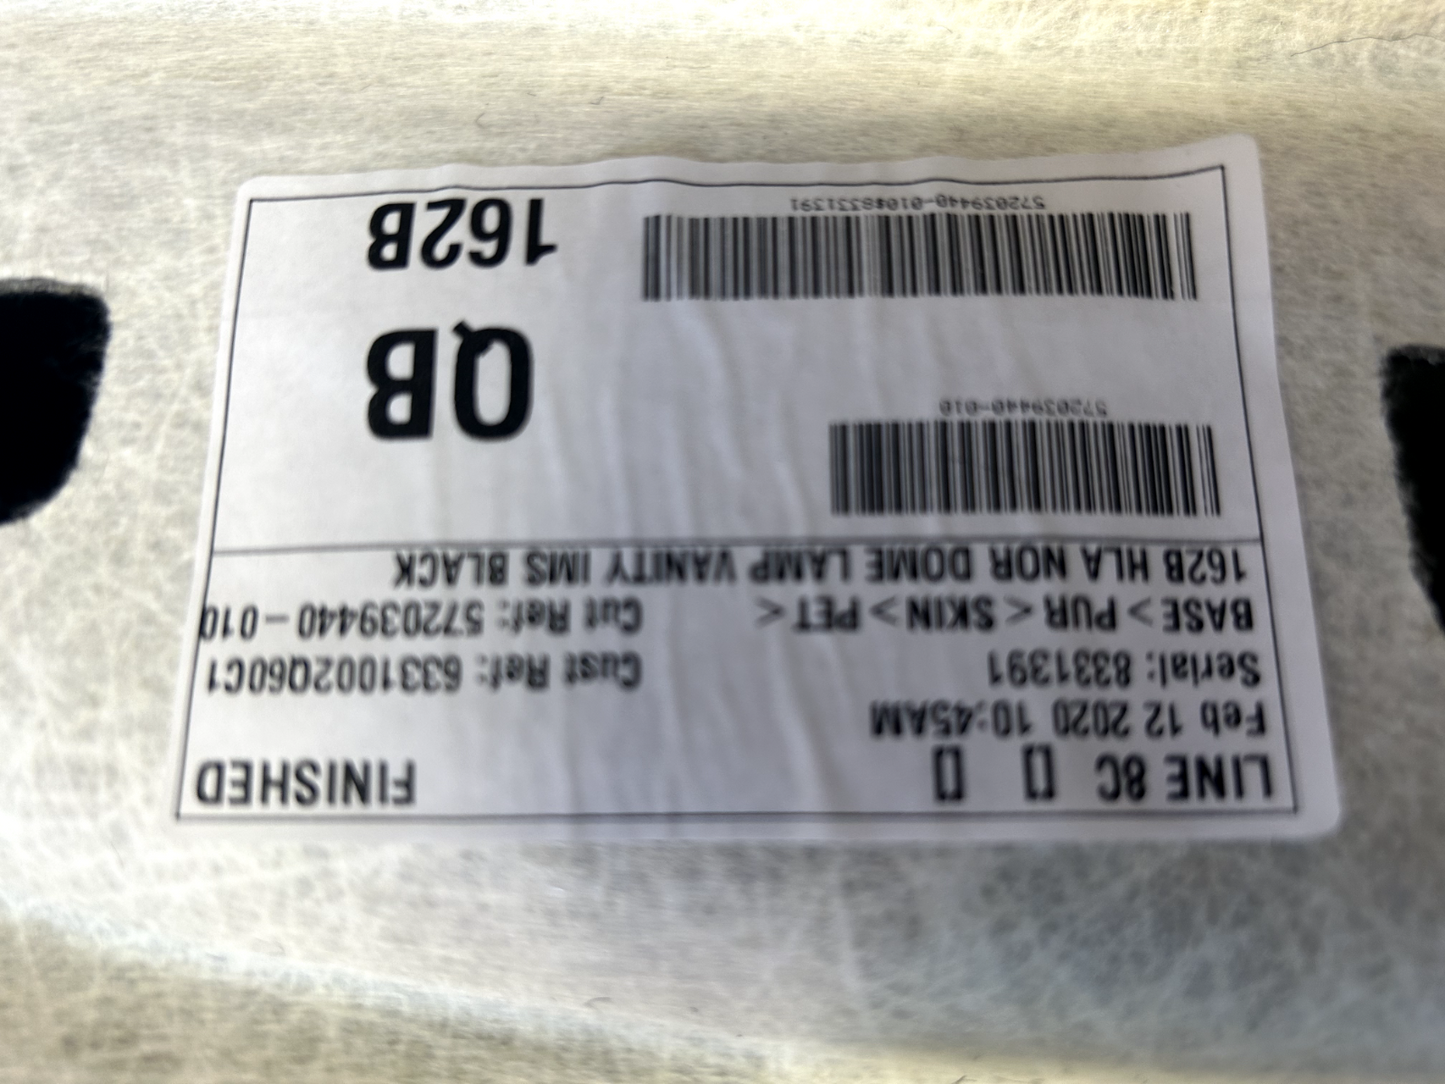 LINE 8C [] [] FINISHED
Feb 12 2020 10:45AM
Serial: 8331391 Cust Ref: 6331002Q60C1
BASE > PUR < SKIN > PET < Cut Ref: 572039440-010
162B HLA NOR DOME LAMP VANITY IMS BLACK
572039440-010
QB
572039440-010$8331391
162B